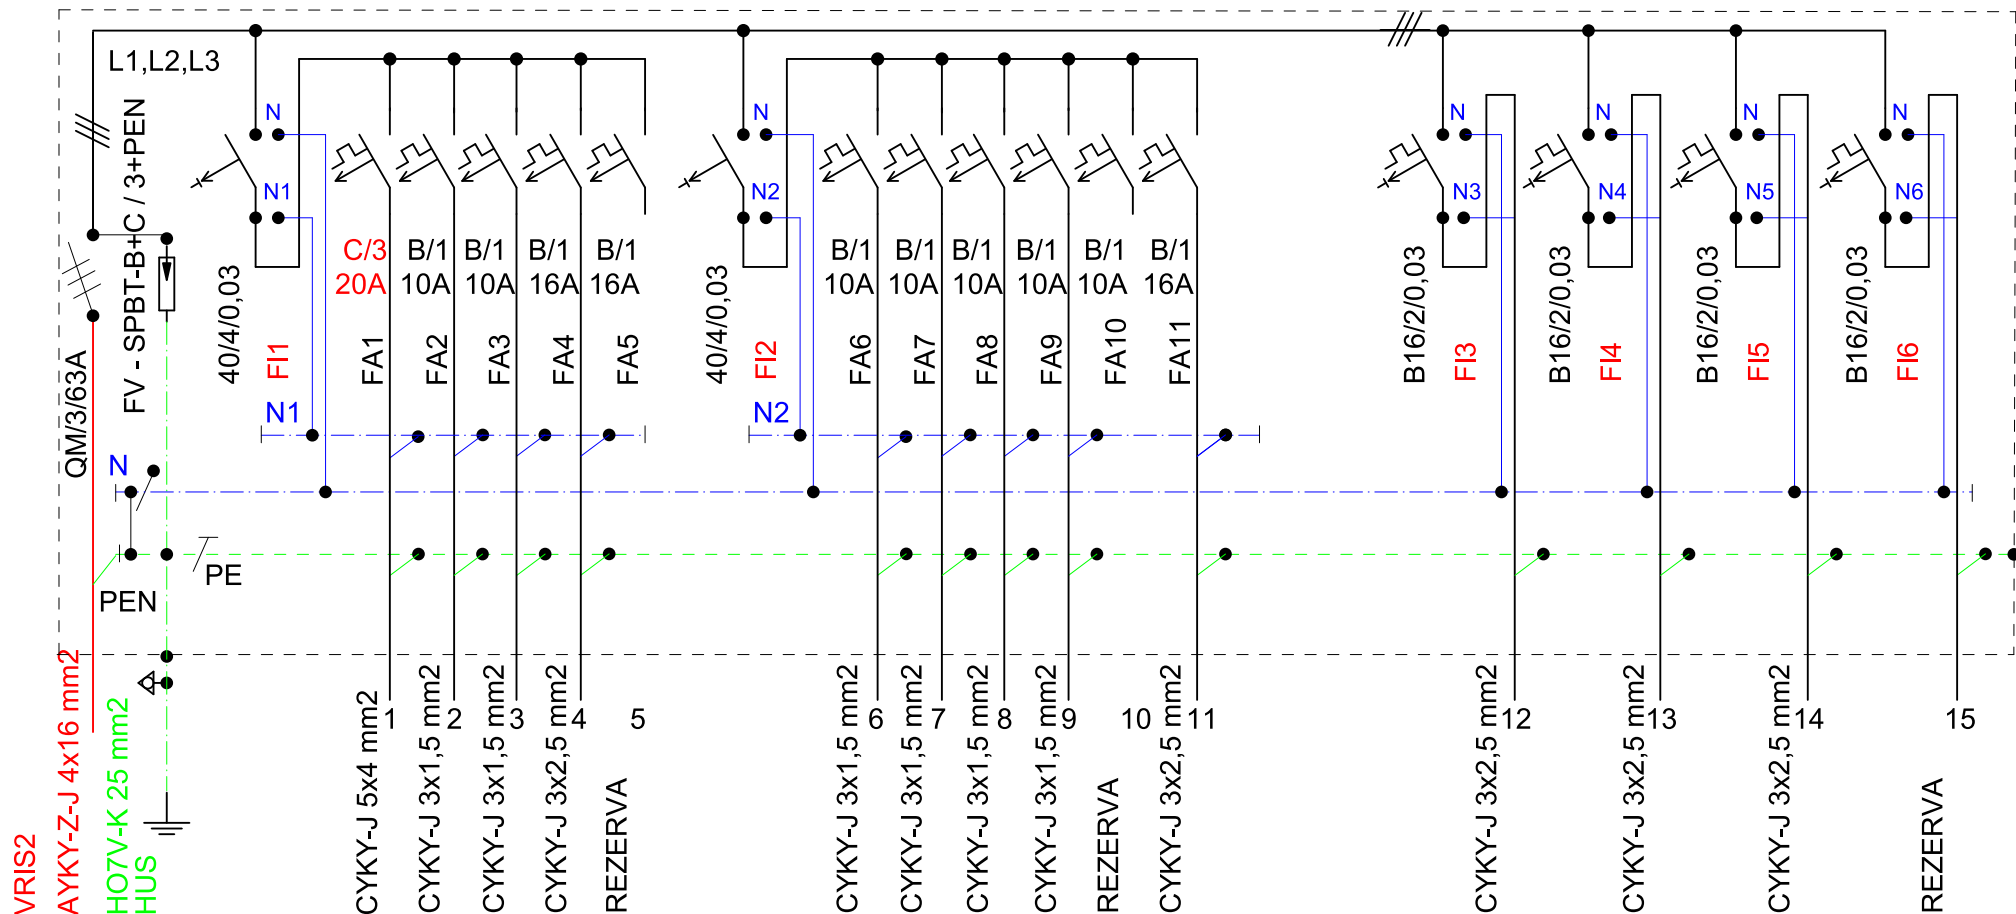 L1,L2,L3
FV - SPBT-B+C / 3+PEN
QM/3/63A
N
N1
40/4/0,03
FI1
N1
C/3
20A
FA1
B/1
10A
FA2
B/1
10A
FA3
B/1
16A
FA4
B/1
16A
FA5
N
N2
40/4/0,03
FI2
N2
B/1
10A
FA6
B/1
10A
FA7
B/1
10A
FA8
B/1
10A
FA9
B/1
10A
FA10
B/1
16A
FA11
N
N3
B16/2/0,03
FI3
N
N4
B16/2/0,03
FI4
N
N5
B16/2/0,03
FI5
N
N6
B16/2/0,03
FI6
N
PE
PEN
VRIS2
AYKY-Z-J 4x16 mm2
HO7V-K 25 mm2
HUS
CYKY-J 5x4 mm2
1
CYKY-J 3x1,5 mm2
2
CYKY-J 3x1,5 mm2
3
CYKY-J 3x2,5 mm2
4
REZERVA
5
CYKY-J 3x1,5 mm2
6
CYKY-J 3x1,5 mm2
7
CYKY-J 3x1,5 mm2
8
CYKY-J 3x1,5 mm2
9
REZERVA
10
CYKY-J 3x2,5 mm2
11
CYKY-J 3x2,5 mm2
12
CYKY-J 3x2,5 mm2
13
CYKY-J 3x2,5 mm2
14
REZERVA
15